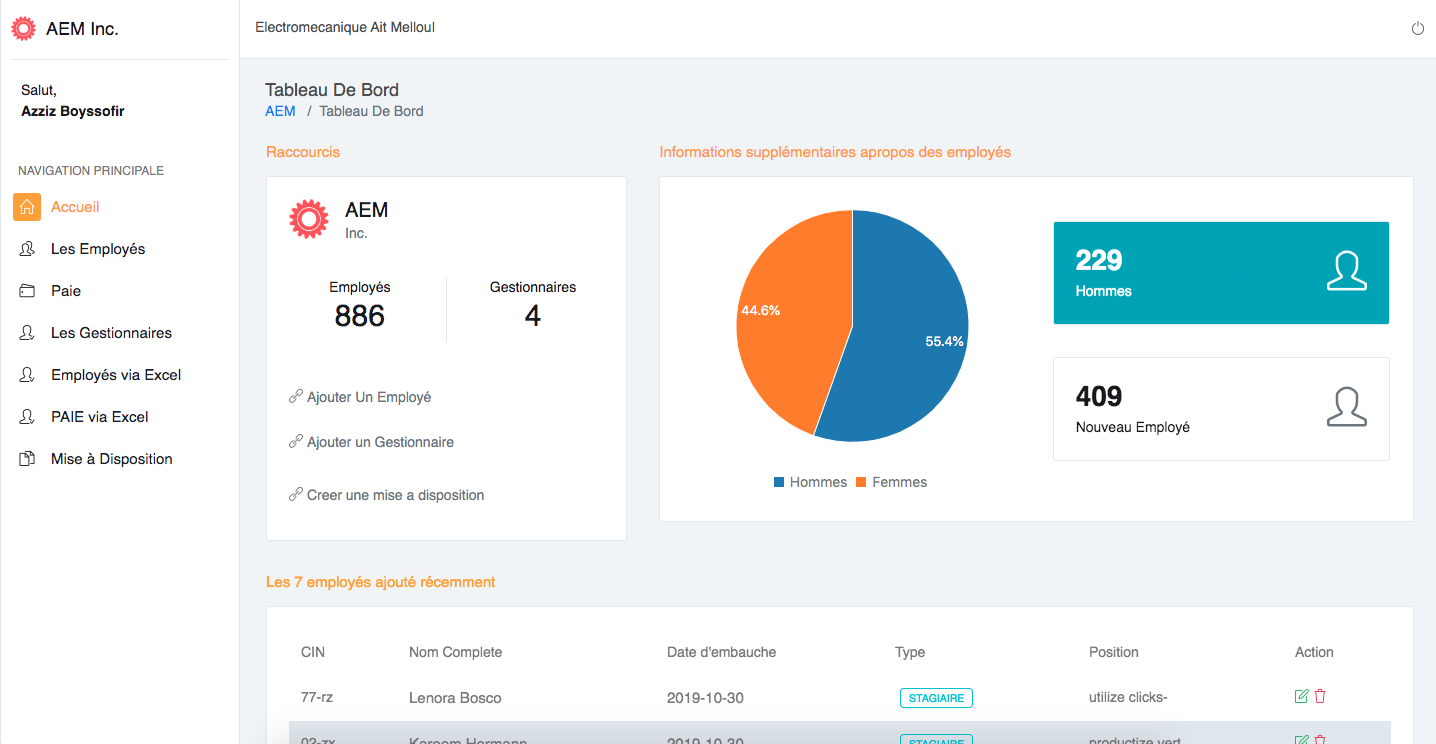 AEM Inc.
Electromecanique Ait Melloul
Salut,
Azziz Boyssofir
NAVIGATION PRINCIPALE
Accueil
Les Employés
Paie
Les Gestionnaires
Employés via Excel
PAIE via Excel
Mise à Disposition
Tableau De Bord
AEM / Tableau De Bord
Raccourcis
AEM
Inc.
Employés
886
Gestionnaires
4
Ajouter Un Employé
Ajouter un Gestionnaire
Creer une mise a disposition
Informations supplémentaires apropos des employés
44.6%
55.4%
Hommes Femmes
229
Hommes
409
Nouveau Employé
Les 7 employés ajouté récemment
CIN Nom Complete Date d'embauche Type Position Action
77-rz Lenora Bosco 2019-10-30 STAGIAIRE utilize clicks-
02-zx Kareem Hermann 2019-10-30 STAGIAIRE productize vert